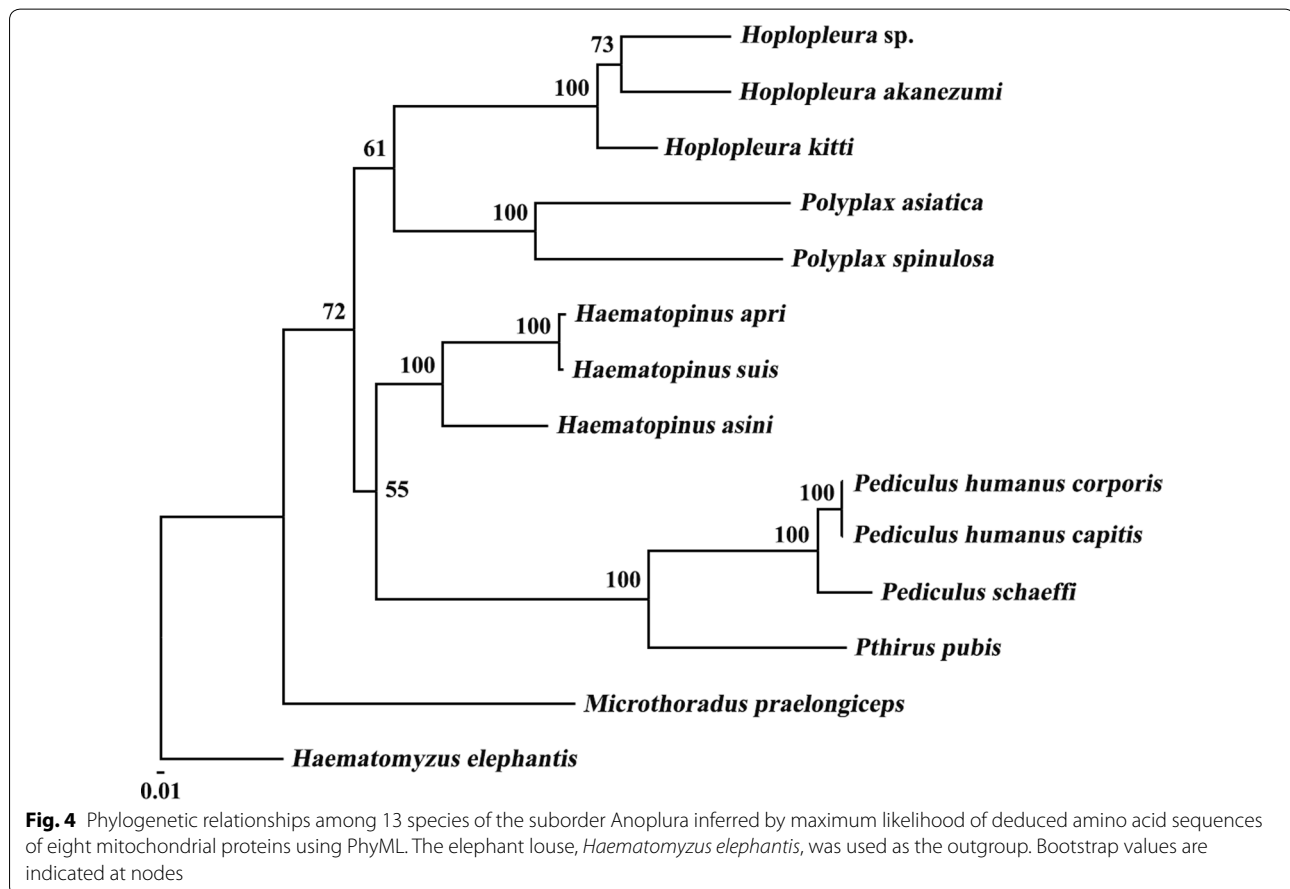 Hoplopleura sp.
73
Hoplopleura akanezumi
100
Hoplopleura kitti
61
Polyplax asiatica
100
Polyplax spinulosa
72
Haematopinus apri
100
Haematopinus suis
100
Haematopinus asini
55
Pediculus humanus corporis
100
Pediculus humanus capitis
100
100
Pediculus schaeffi
Pthirus pubis
Microthoradus praelongiceps
Haematomyzus elephantis
0.01
Fig. 4 Phylogenetic relationships among 13 species of the suborder Anoplura inferred by maximum likelihood of deduced amino acid sequences
of eight mitochondrial proteins using PhyML. The elephant louse, Haematomyzus elephantis, was used as the outgroup. Bootstrap values are
indicated at nodes